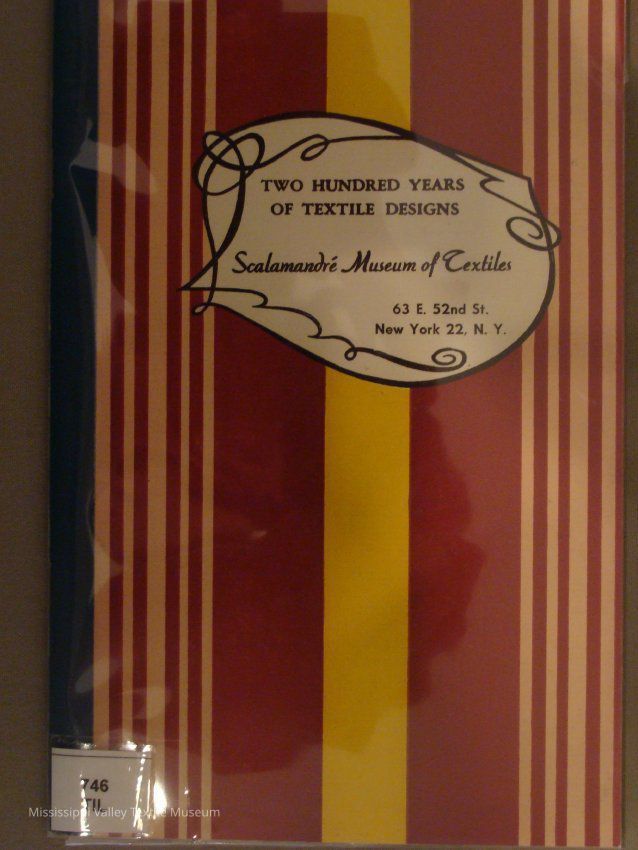 TWO HUNDRED YEARS
OF TEXTILE DESIGNS
Scalamandré Museum of Textiles
63 E. 52nd St.
New York 22, N. Y.
746
Mississippi Valley Textile Museum